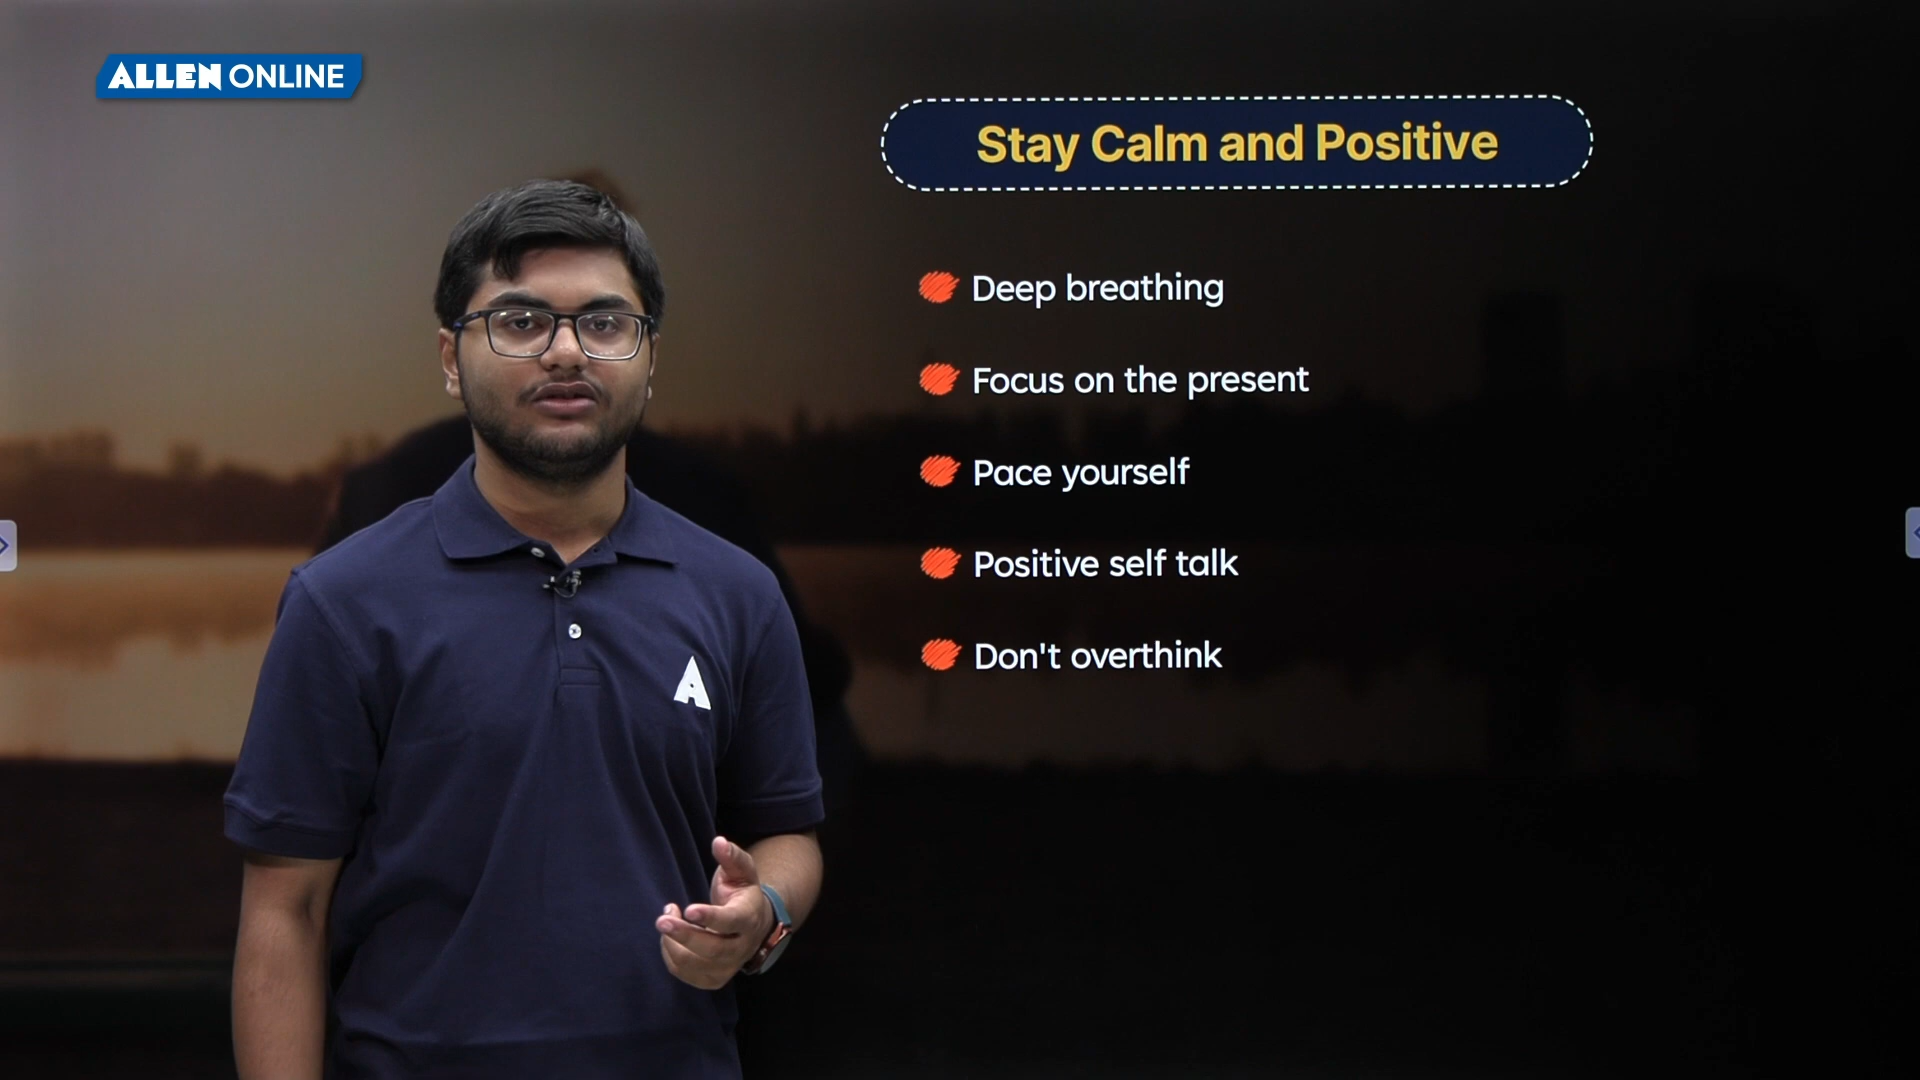 ALLEN ONLINE
Stay Calm and Positive
Deep breathing
Focus on the present
Pace yourself
Positive self talk
Don't overthink
A